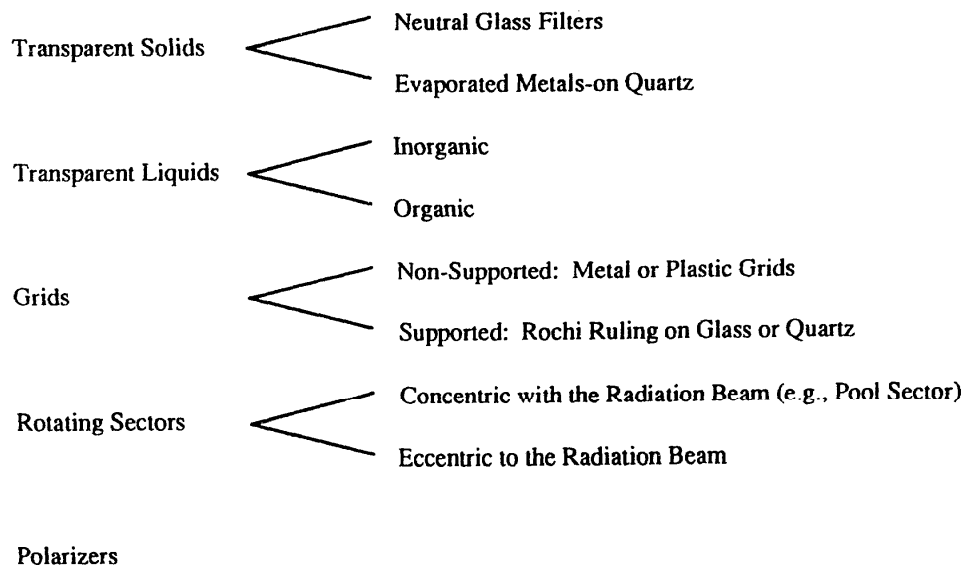 Neutral Glass Filters
Transparent Solids
Evaporated Metals-on Quartz
Inorganic
Transparent Liquids
Organic
Non-Supported: Metal or Plastic Grids
Grids
Supported: Rochi Ruling on Glass or Quartz
Concentric with the Radiation Beam (e.g., Pool Sector)
Rotating Sectors
Eccentric to the Radiation Beam
Polarizers